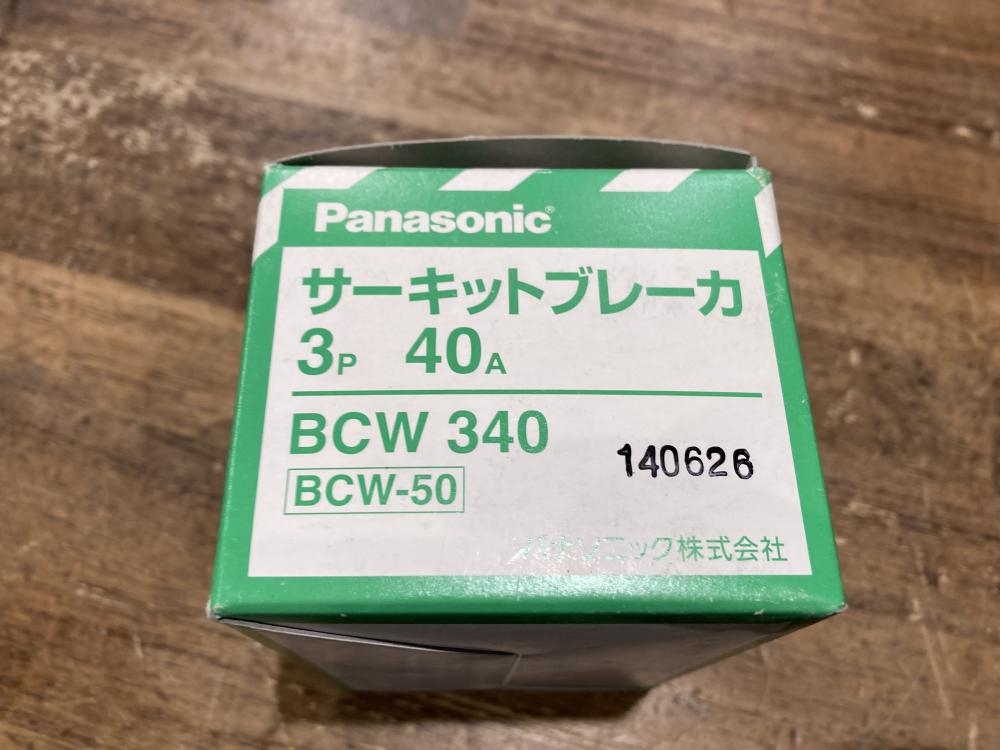 Panasonic®
サーキットブレーカ
3P 40A
BCW 340
140626
BCW-50
パナソニック株式会社